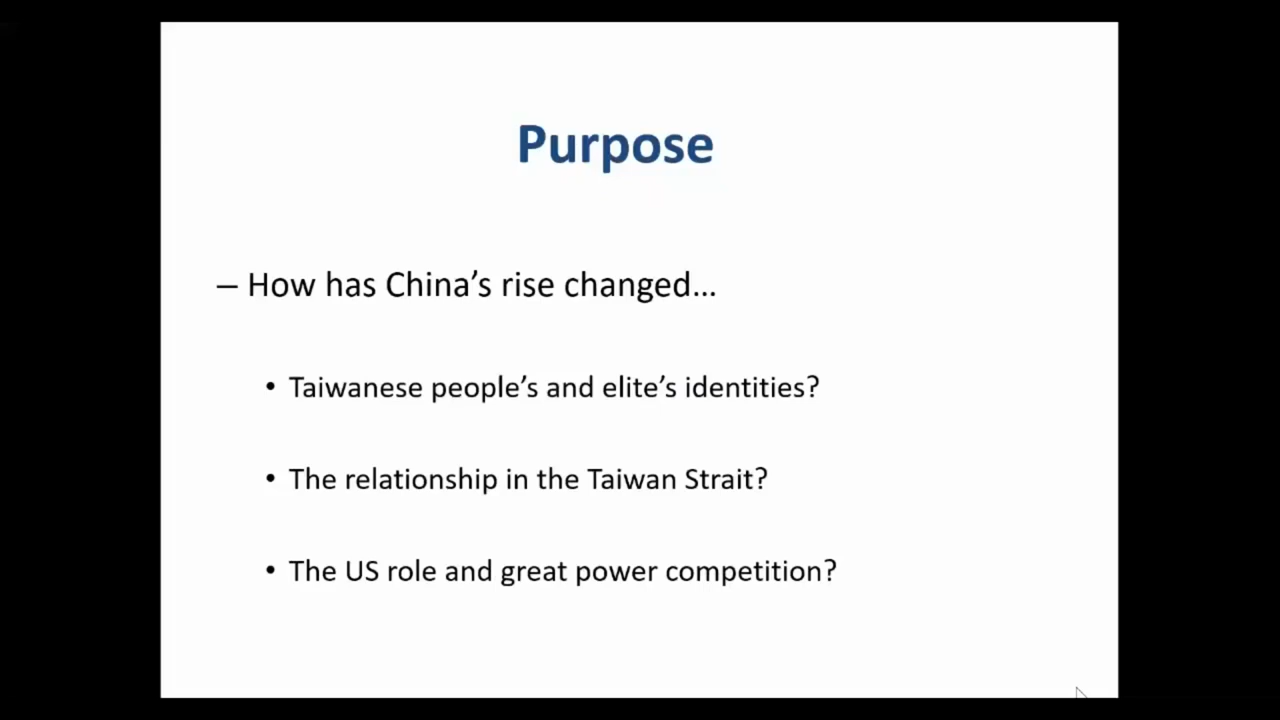 Purpose
– How has China’s rise changed…
• Taiwanese people’s and elite’s identities?
• The relationship in the Taiwan Strait?
• The US role and great power competition?